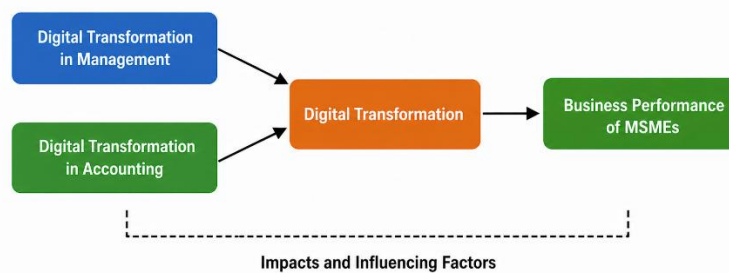 Digital Transformation
in Management
Digital Transformation
in Accounting
Digital Transformation
Business Performance
of MSMEs
Impacts and Influencing Factors